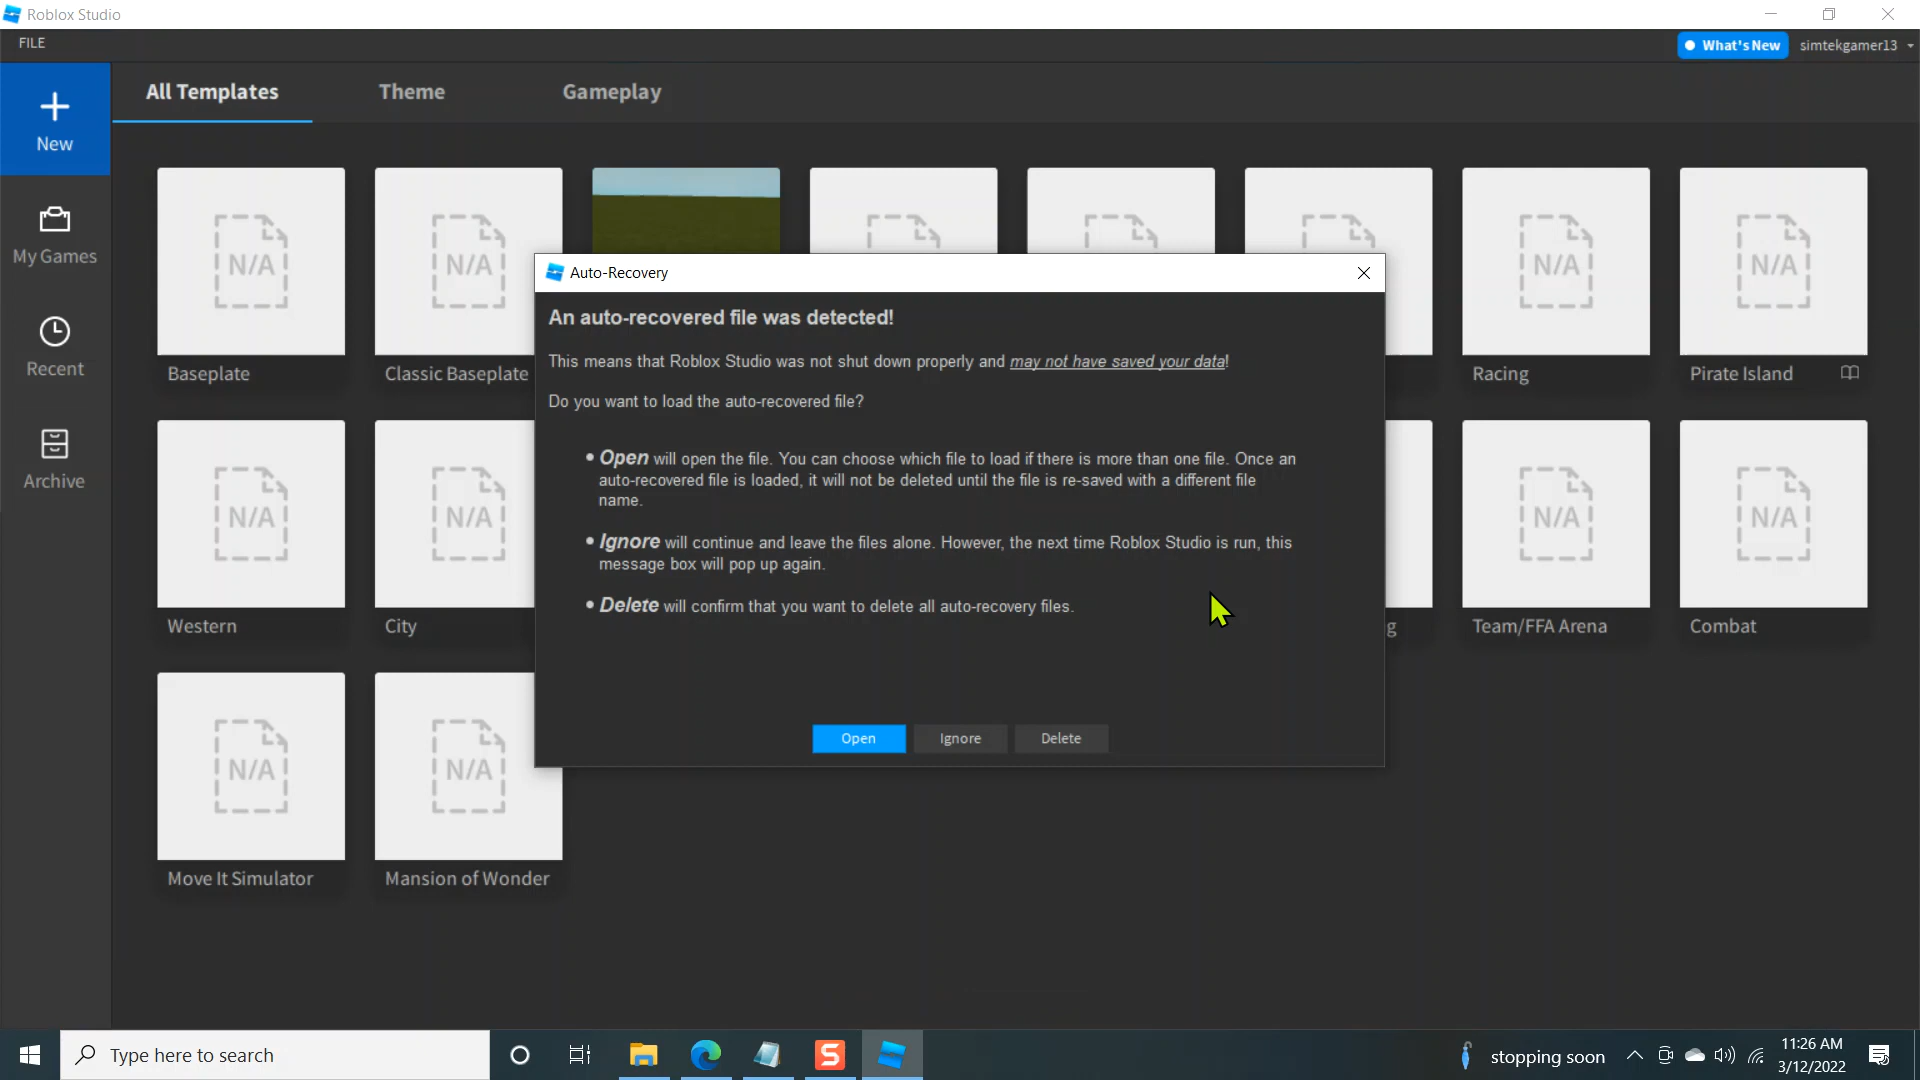 Roblox Studio
FILE
What's New
simtekgamer13
All Templates
Theme
Gameplay
New
My Games
Recent
Archive
N/A
N/A
N/A
N/A
Baseplate
Classic Baseplate
Racing
Pirate Island
Auto-Recovery
An auto-recovered file was detected!
This means that Roblox Studio was not shut down properly and may not have saved your data!
Do you want to load the auto-recovered file?
• Open will open the file. You can choose which file to load if there is more than one file. Once an
auto-recovered file is loaded, it will not be deleted until the file is re-saved with a different file
name.
• Ignore will continue and leave the files alone. However, the next time Roblox Studio is run, this
message box will pop up again.
• Delete will confirm that you want to delete all auto-recovery files.
Open
Ignore
Delete
N/A
N/A
N/A
N/A
Western
City
g
Team/FFA Arena
Combat
N/A
N/A
Move It Simulator
Mansion of Wonder
Type here to search
S
stopping soon
11:26 AM
3/12/2022